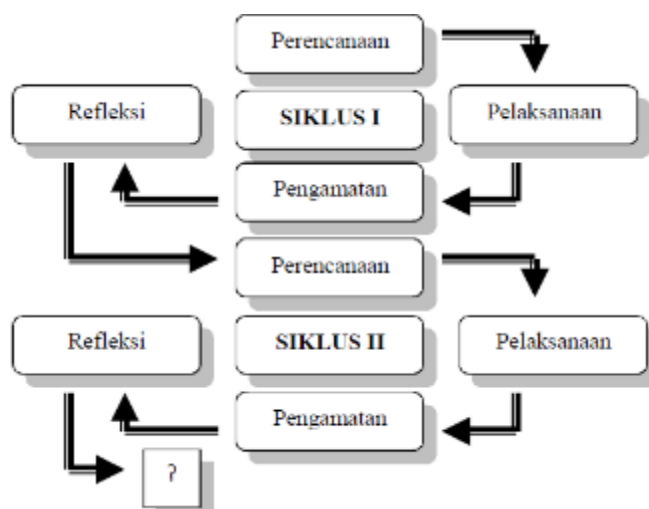 Perencanaan
Refleksi
SIKLUS I
Pelaksanaan
Pengamatan
Perencanaan
Refleksi
SIKLUS II
Pelaksanaan
Pengamatan
?